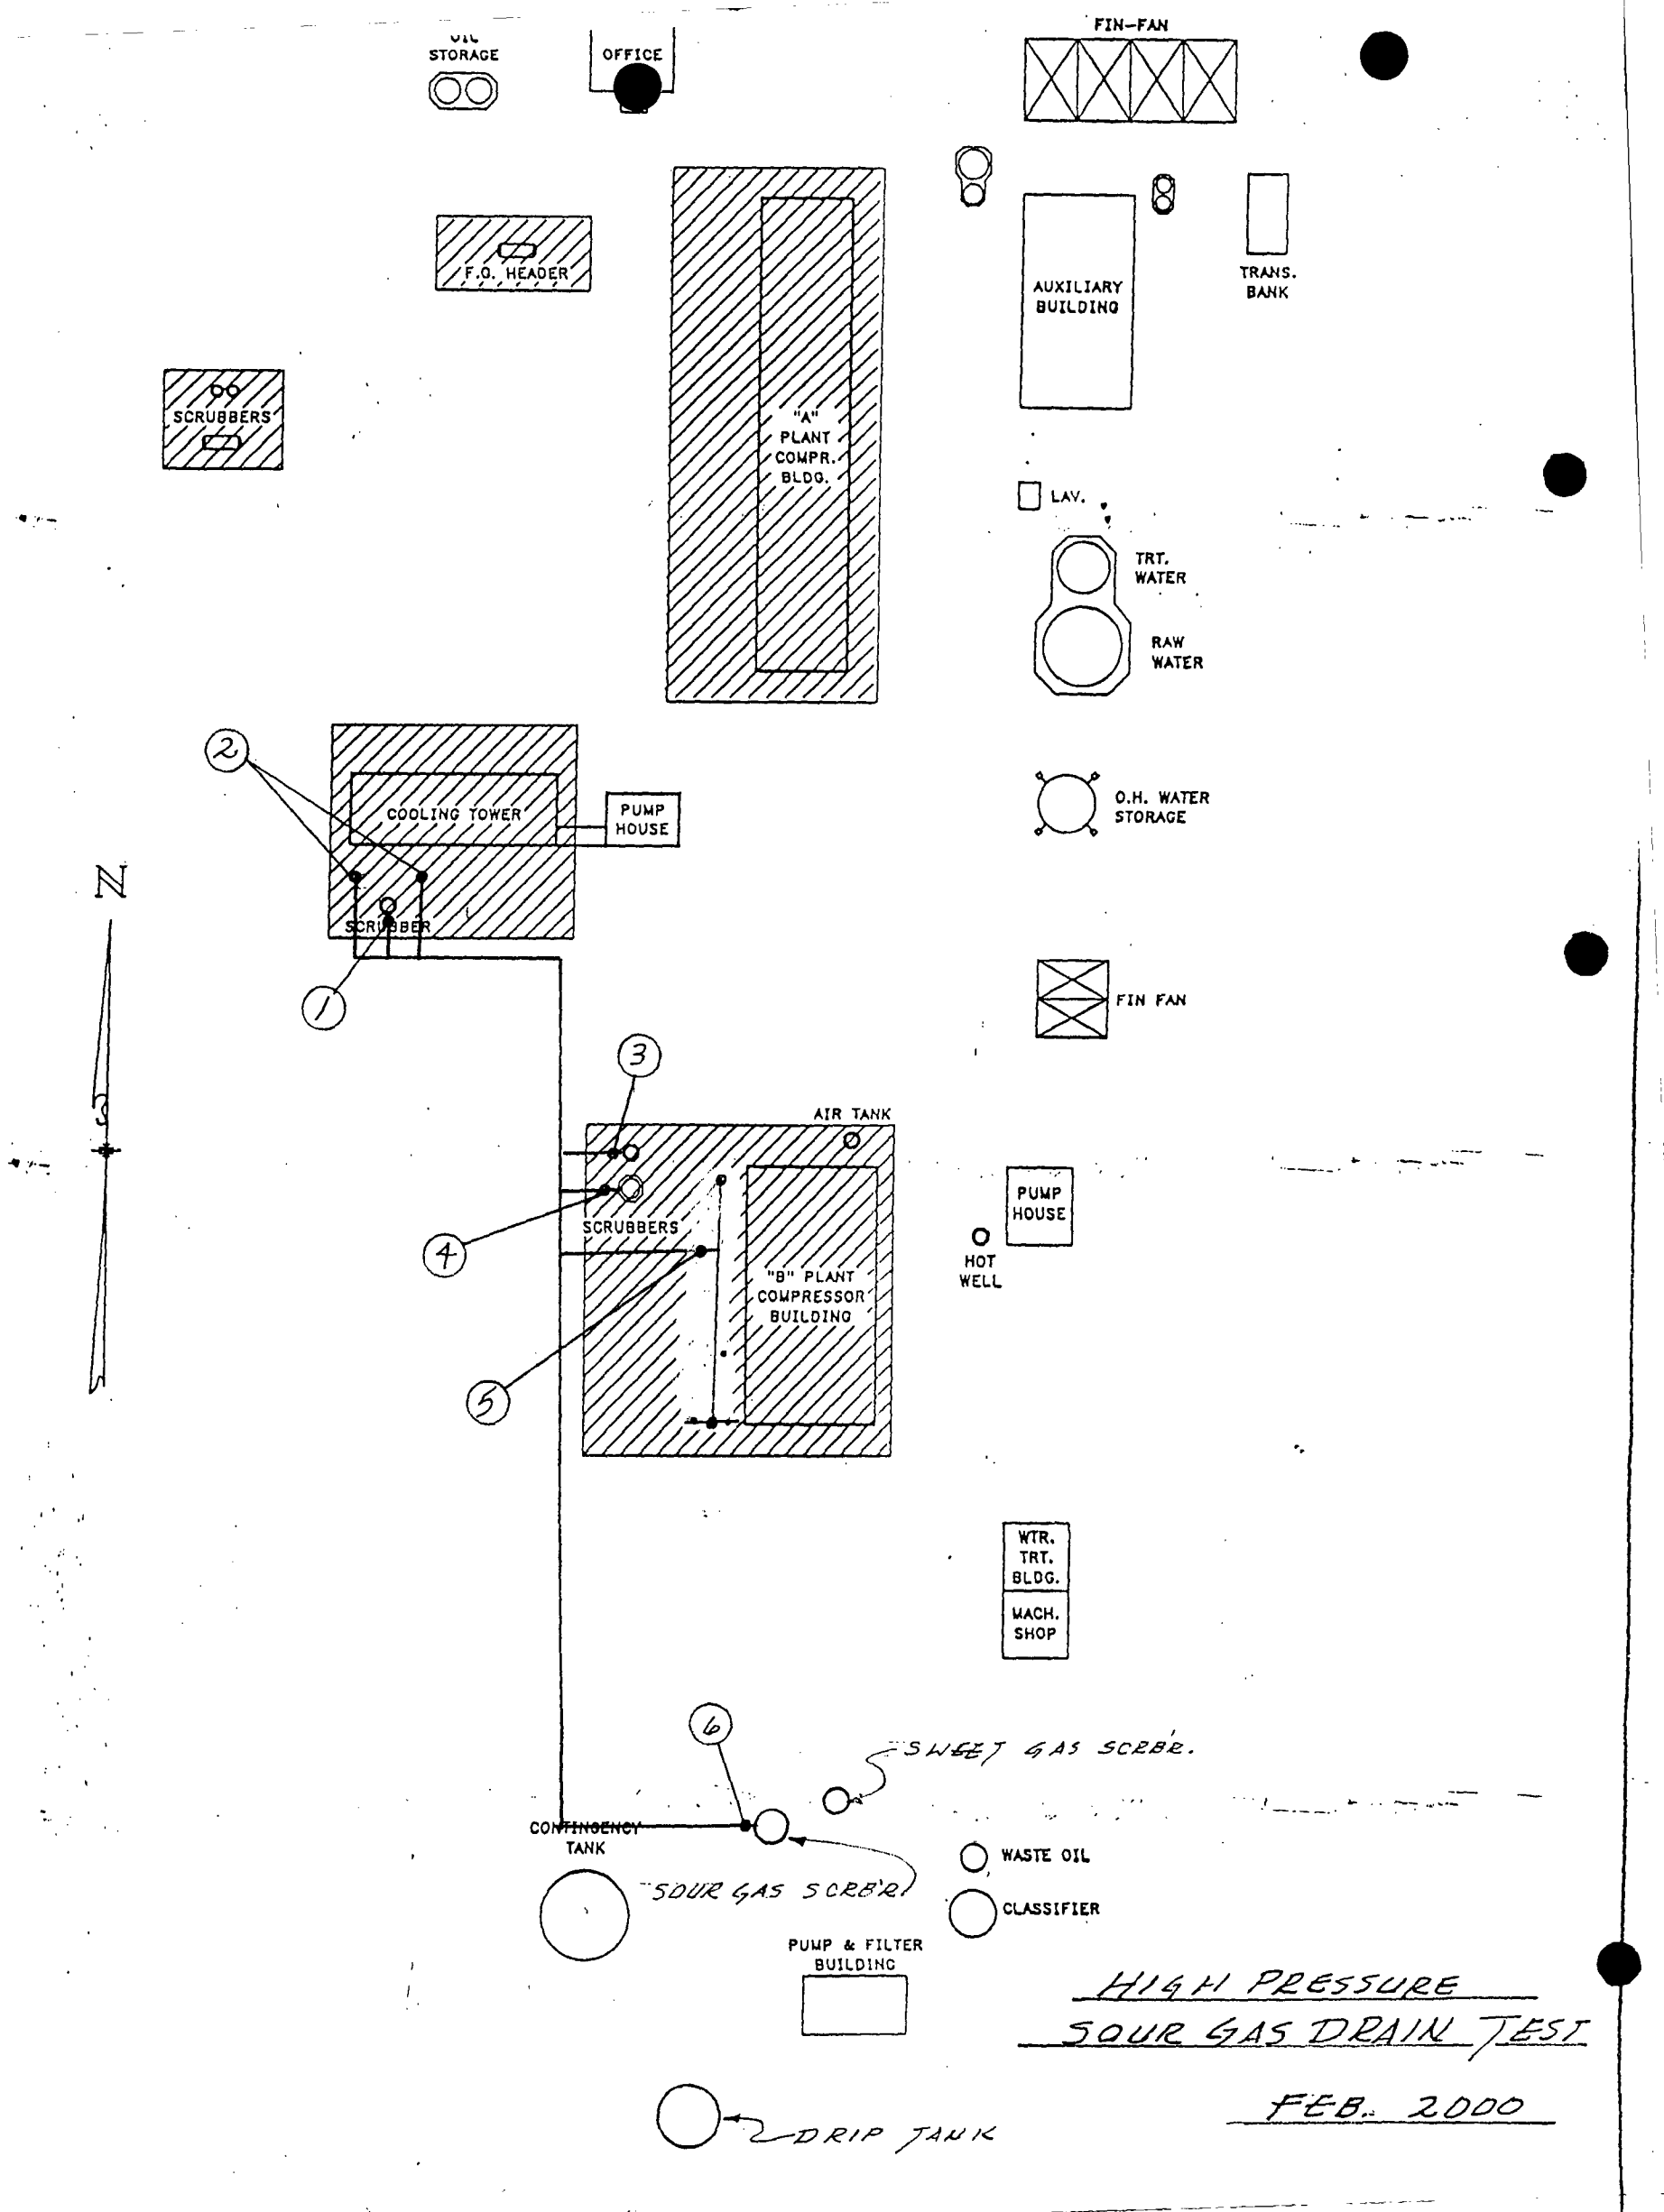 FIN-FAN
OIL
STORAGE
OFFICE
F.G. HEADER
AUXILIARY
BUILDING
TRANS.
BANK
SCRUBBERS
"A"
PLANT
COMPR.
BLDG.
LAV.
TRT.
WATER
RAW
WATER
2
COOLING TOWER
PUMP
HOUSE
O.H. WATER
STORAGE
N
SCRUBBER
1
FIN FAN
3
AIR TANK
PUMP
HOUSE
SCRUBBERS
4
HOT
WELL
"B" PLANT
COMPRESSOR
BUILDING
5
WTR.
TRT.
BLDG.
MACH.
SHOP
6
SWEET GAS SCRB'R.
CONTINGENCY
TANK
WASTE OIL
SOUR GAS SCRB'R.
CLASSIFIER
PUMP & FILTER
BUILDING
HIGH PRESSURE
SOUR GAS DRAIN TEST
FEB. 2000
DRIP TANK